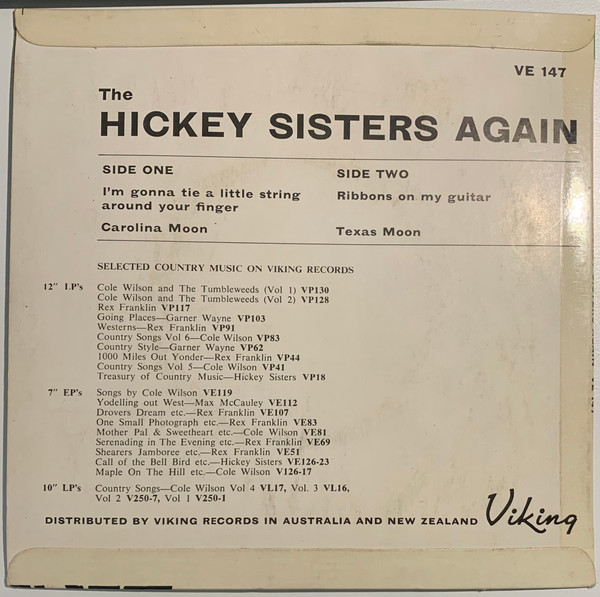 VE 147
The
HICKEY SISTERS AGAIN
SIDE ONE
I'm gonna tie a little string
around your finger
Carolina Moon
SIDE TWO
Ribbons on my guitar
Texas Moon
SELECTED COUNTRY MUSIC ON VIKING RECORDS
12" LP's Cole Wilson and The Tumbleweeds (Vol 1) VP130
Cole Wilson and The Tumbleweeds (Vol 2) VP128
Rex Franklin VP117
Going Places—Garner Wayne VP103
Westerns—Rex Franklin VP91
Country Songs Vol 6—Cole Wilson VP83
Country Style—Garner Wayne VP62
1000 Miles Out Yonder—Rex Franklin VP44
Country Songs Vol 5—Cole Wilson VP41
Treasury of Country Music—Hickey Sisters VP18
7" EP's Songs by Cole Wilson VE119
Yodelling out West—Max McCauley VE112
Drovers Dream etc.—Rex Franklin VE107
One Small Photograph etc.—Rex Franklin VE83
Mother Pal & Sweetheart etc.—Cole Wilson VE81
Serenading in The Evening etc.—Rex Franklin VE69
Shearers Jamboree etc.—Rex Franklin VE51
Call of the Bell Bird etc.—Hickey Sisters VE126-23
Maple On The Hill etc.—Cole Wilson V126-17
10" LP's Country Songs—Cole Wilson Vol 4 VL17, Vol. 3 VL16,
Vol 2 V250-7, Vol 1 V250-1
DISTRIBUTED BY VIKING RECORDS IN AUSTRALIA AND NEW ZEALAND Viking